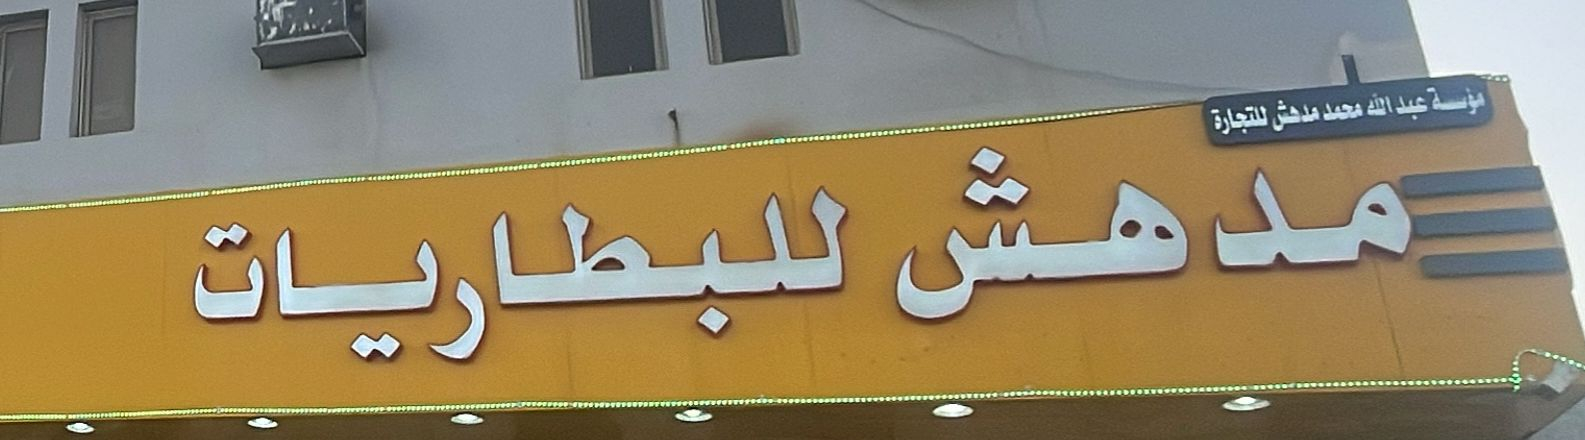 مؤسسة عبد الله محمد مدهش للتجارة
مدهش للبطاريات